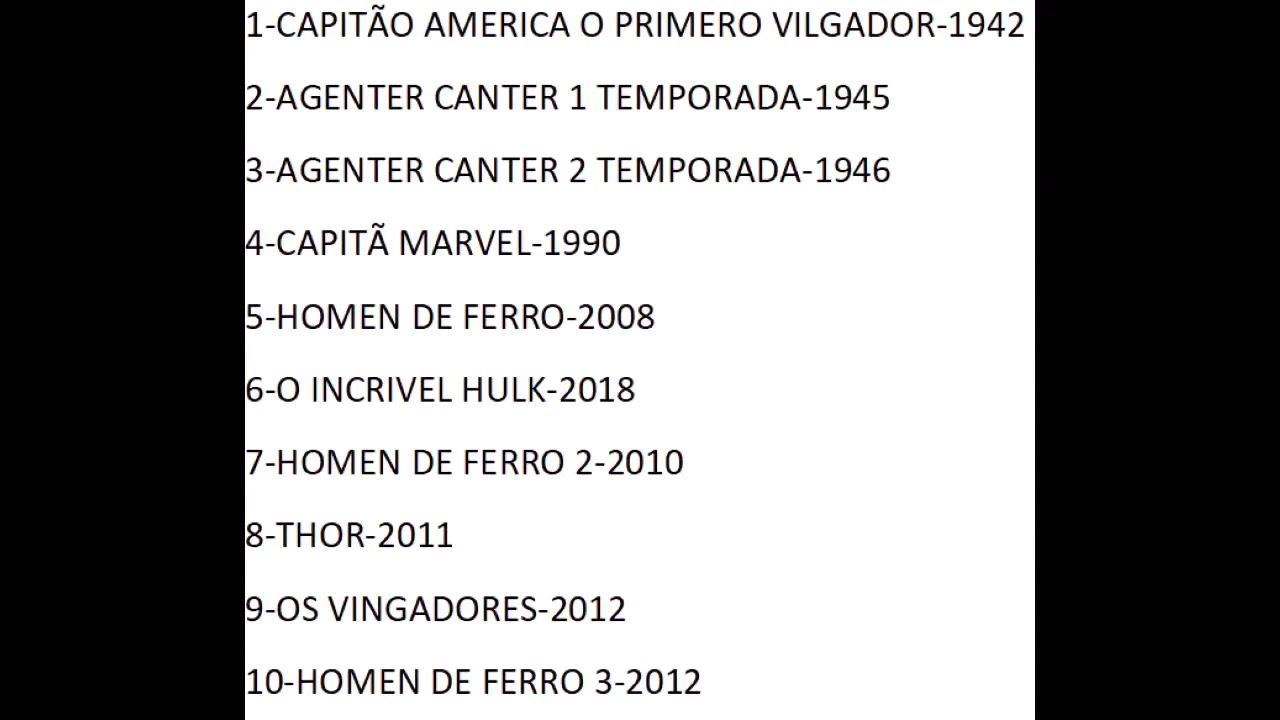 1-CAPITÃO AMERICA O PRIMERO VILGADOR-1942
2-AGENTER CANTER 1 TEMPORADA-1945
3-AGENTER CANTER 2 TEMPORADA-1946
4-CAPITÃ MARVEL-1990
5-HOMEN DE FERRO-2008
6-O INCRIVEL HULK-2018
7-HOMEN DE FERRO 2-2010
8-THOR-2011
9-OS VINGADORES-2012
10-HOMEN DE FERRO 3-2012